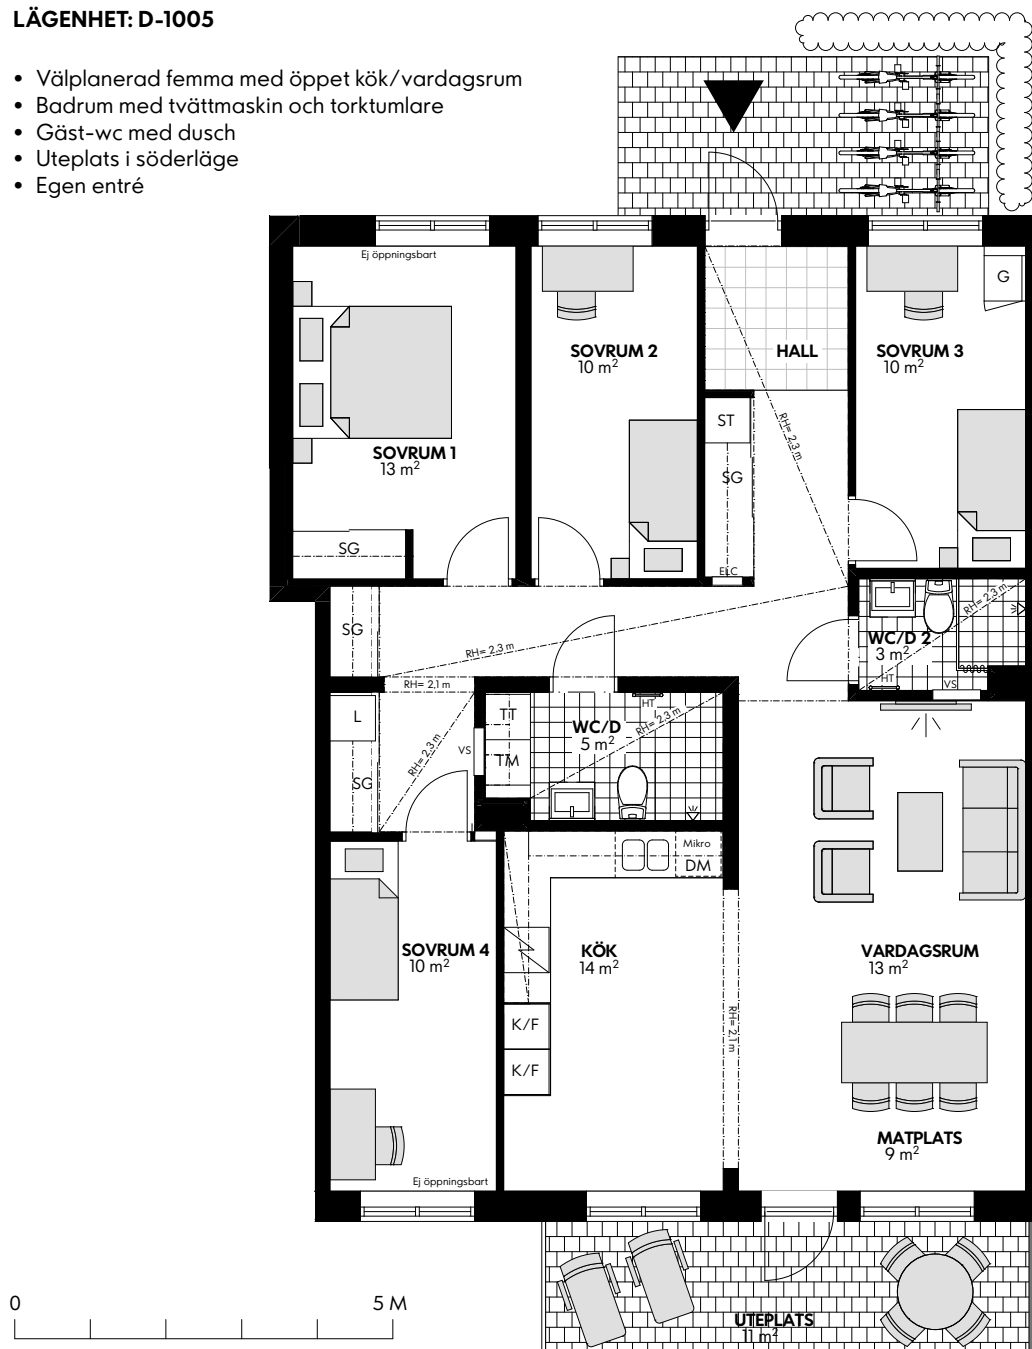 LÄGENHET: D-1005
• Välplanerad femma med öppet kök/vardagsrum
• Badrum med tvättmaskin och torktumlare
• Gäst-wc med dusch
• Uteplats i söderläge
• Egen entré
Ej öppningsbart
G
SOVRUM 2
10 m²
HALL
SOVRUM 3
10 m²
ST
RH= 2,3 m
SOVRUM 1
13 m²
SG
SG
ELC
SG
RH= 2,3 m
RH= 2,3 m
WC/D 2
3 m²
HT
VS
RH= 2,1 m
L
RH= 2,3 m
SG
VS
TT
TM
HT
WC/D
5 m²
RH= 2,3 m
Mikro
DM
SOVRUM 4
10 m²
KÖK
14 m²
VARDAGSRUM
13 m²
K/F
K/F
RH= 2,1 m
MATPLATS
9 m²
Ej öppningsbart
0
5 M
UTEPLATS
11 m²